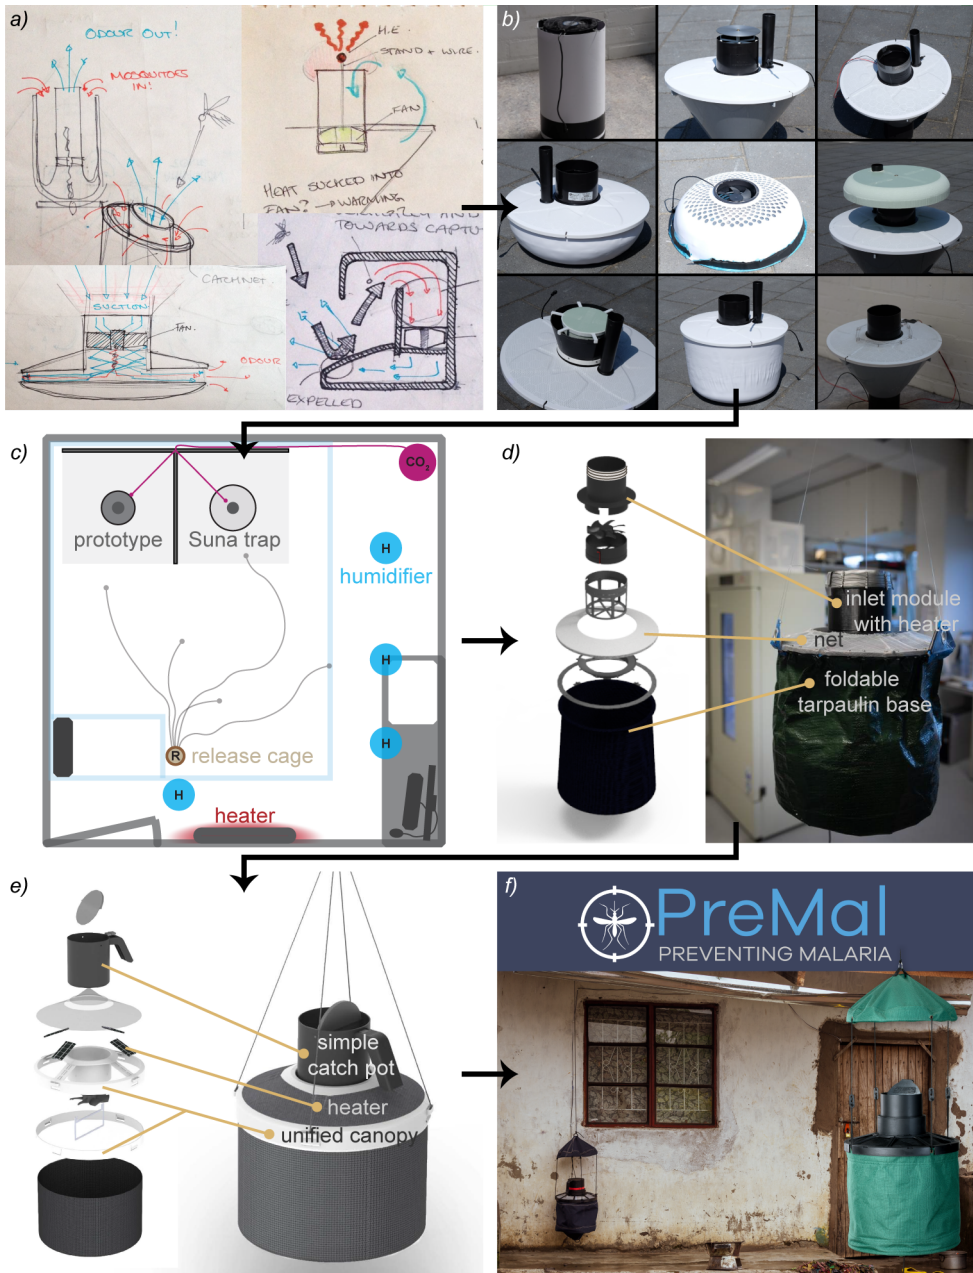 a)
ODOUR OUT!
MOSQUITOES
IN!
H.E
STAND + WIRE.
FAN
HEAT SUCKED INTO
FAN? → WARMING
TOWARDS CAPTU
CATCHNET
SUCTION
FAN.
ODOUR
EXPELLED
b)
c)
CO₂
prototype
Suna trap
H
humidifier
H
H
R
release cage
H
heater
d)
inlet module
with heater
net
foldable
tarpaulin base
e)
simple
catch pot
heater
unified canopy
f)
PreMal
PREVENTING MALARIA